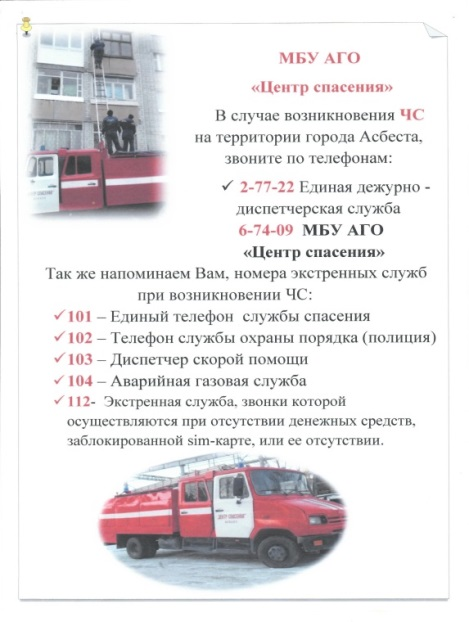 МБУ АГО
«Центр спасения»
В случае возникновения ЧС
на территории города Асбеста,
звоните по телефонам:
✓ 2-77-22 Единая дежурно -
диспетчерская служба
6-74-09 МБУ АГО
«Центр спасения»
Так же напоминаем Вам, номера экстренных служб
при возникновении ЧС:
✓101 – Единый телефон службы спасения
✓102 – Телефон службы охраны порядка (полиция)
✓103 – Диспетчер скорой помощи
✓104 – Аварийная газовая служба
✓112- Экстренная служба, звонки которой
осуществляются при отсутствии денежных средств,
заблокированной sim-карте, или ее отсутствии.